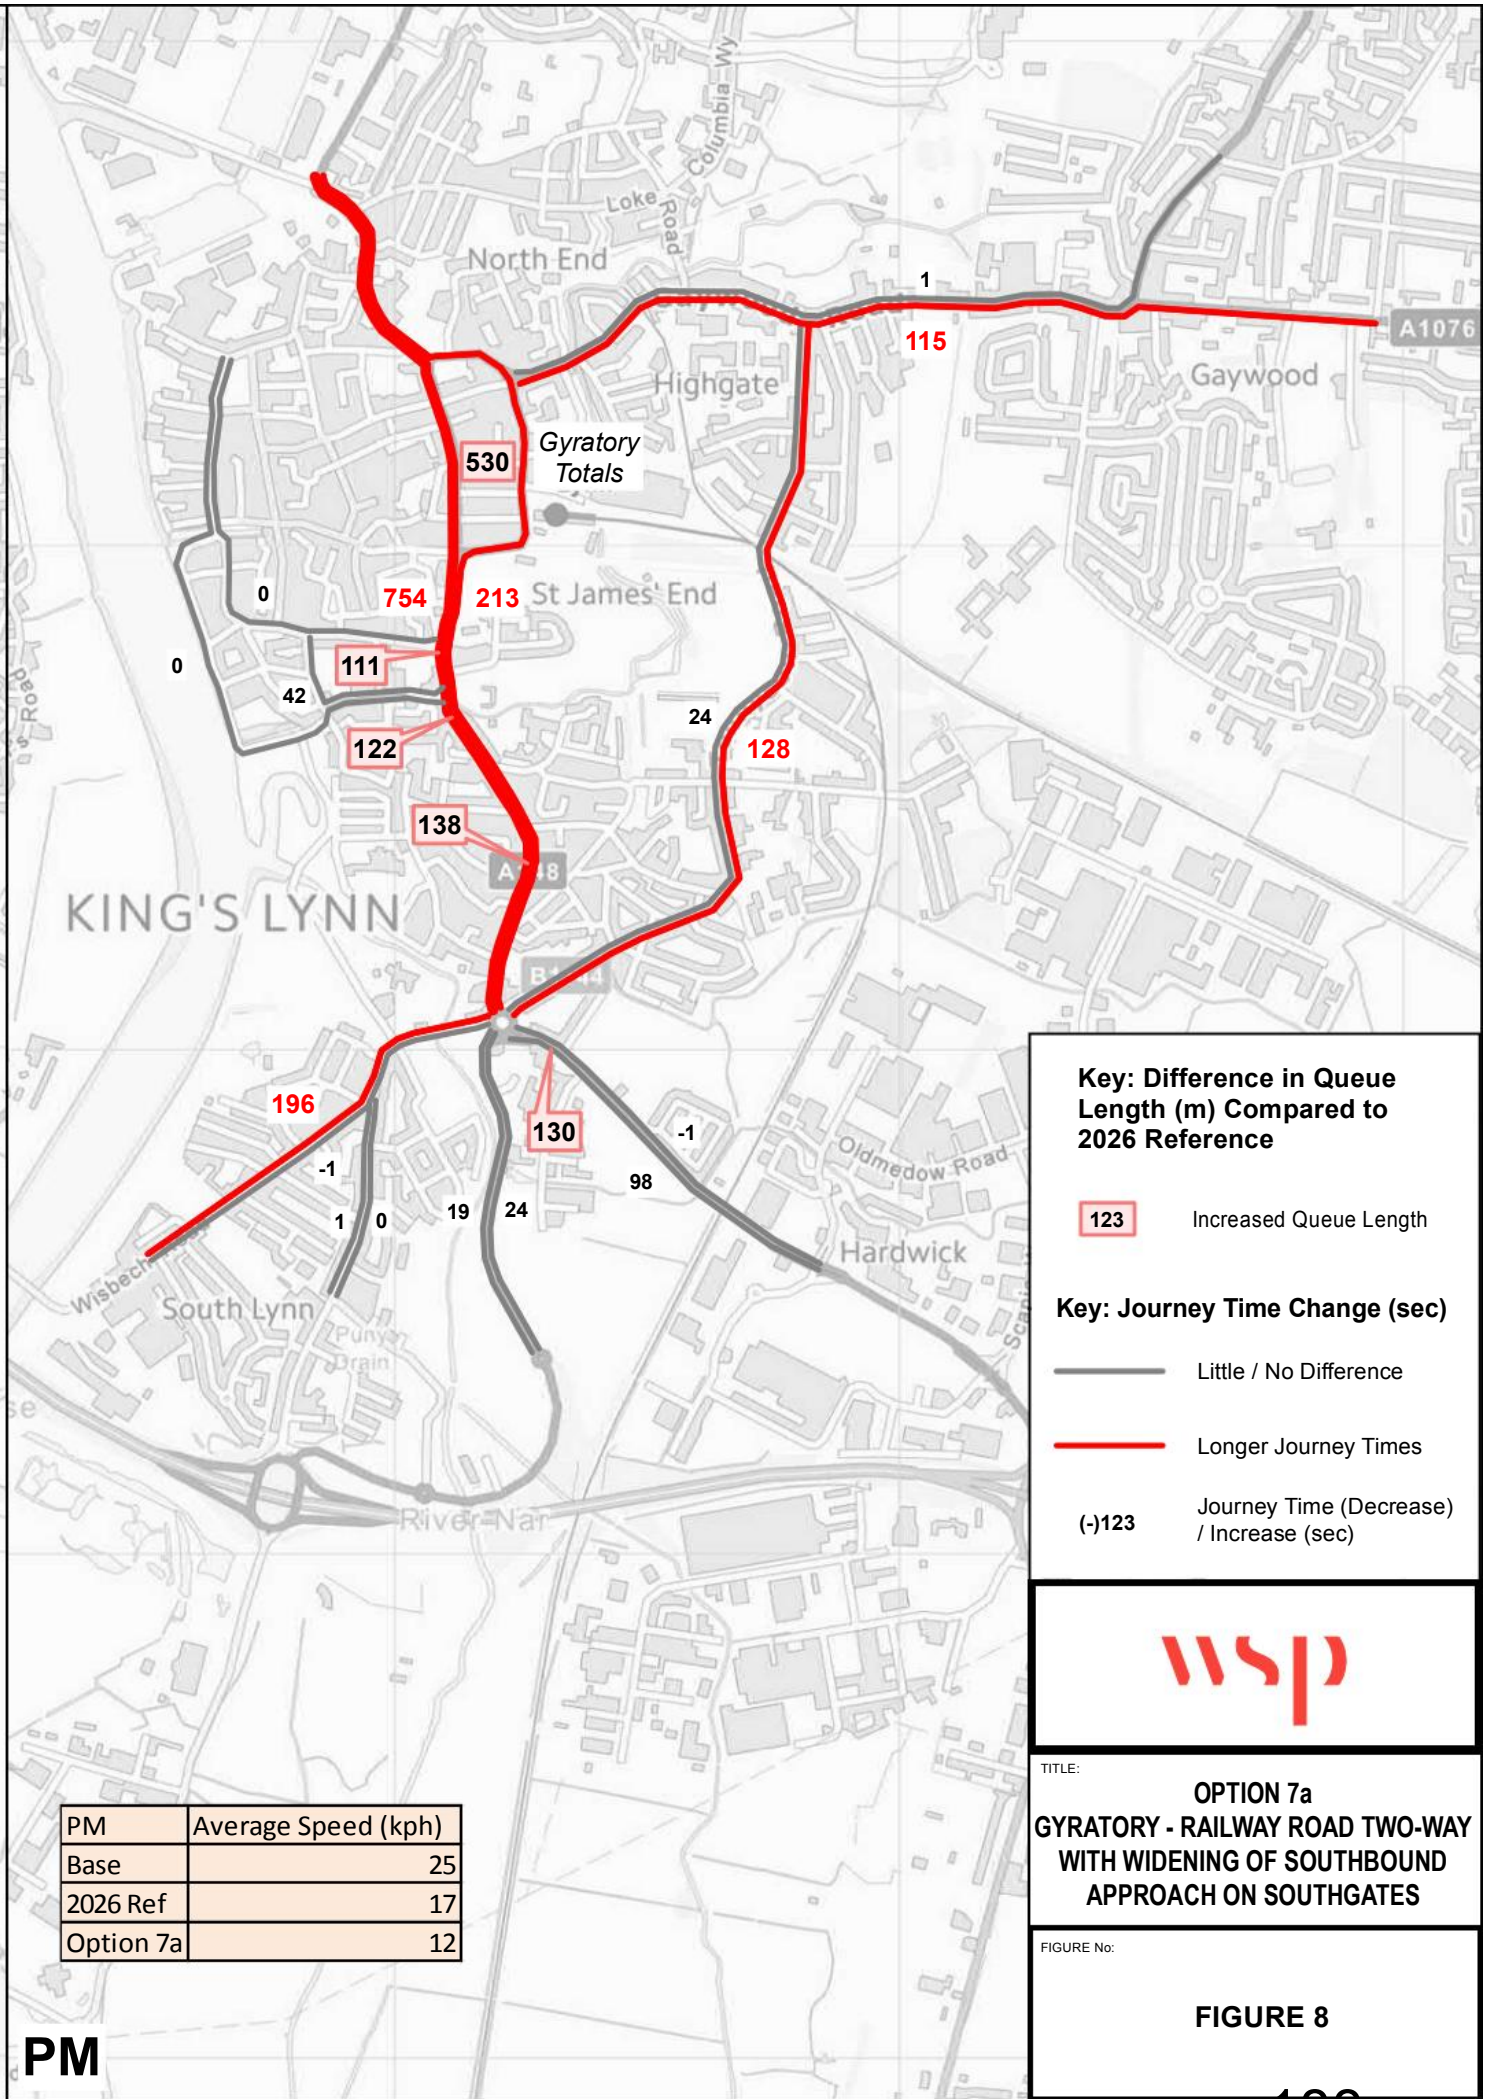 Columbia Wy
Loke Road
North End
1
115
A1076
Gaywood
Highgate
Gyratory
Totals
530
0
754
213
St James' End
111
0
42
122
24
128
138
KING'S LYNN
196
130
-1
-1
98
Oldmedow Road
1
0
19
24
Hardwick
Wisbech
South Lynn
Puny
Drain
River Nar
Key: Difference in Queue
Length (m) Compared to
2026 Reference
123 Increased Queue Length
Key: Journey Time Change (sec)
Little / No Difference
Longer Journey Times
(-)123 Journey Time (Decrease)
/ Increase (sec)
wsp
TITLE:
OPTION 7a
GYRATORY - RAILWAY ROAD TWO-WAY
WITH WIDENING OF SOUTHBOUND
APPROACH ON SOUTHGATES
FIGURE No:
FIGURE 8
PM Average Speed (kph)
Base 25
2026 Ref 17
Option 7a 12
PM